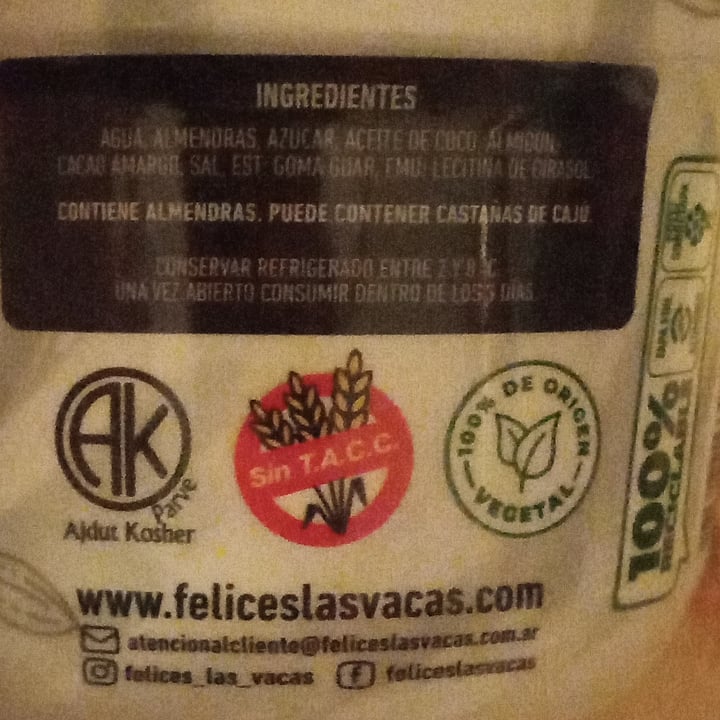 INGREDIENTES
AGUA, ALMENDRAS, AZUCAR, ACEITE DE COCO, ALMIDON,
CACAO AMARGO, SAL, EST: GOMA GUAR, EMU: LECITINA DE GIRASOL
CONTIENE ALMENDRAS. PUEDE CONTENER CASTAÑAS DE CAJU.
CONSERVAR REFRIGERADO ENTRE 2 Y 8 °C
UNA VEZ ABIERTO CONSUMIR DENTRO DE LOS 5 DIAS.
AK
Parve
Ajdut Kosher
Sin T.A.C.C.
100% DE ORIGEN
VEGETAL
100%
RECICLABLE
www.feliceslasvacas.com
atencionalcliente@feliceslasvacas.com.ar
felices_las_vacas
feliceslasvacas